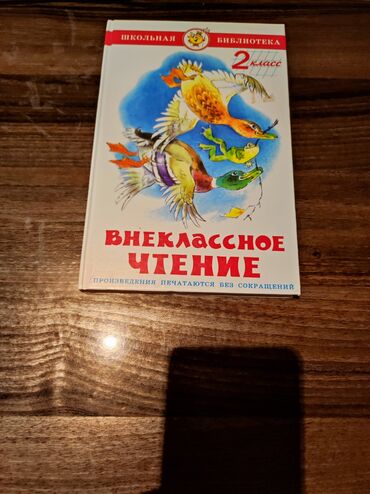 ШКОЛЬНАЯ БИБЛИОТЕКА
2 класс
ВНЕКЛАССНОЕ
ЧТЕНИЕ
ПРОИЗВЕДЕНИЯ ПЕЧАТАЮТСЯ БЕЗ СОКРАЩЕНИЙ